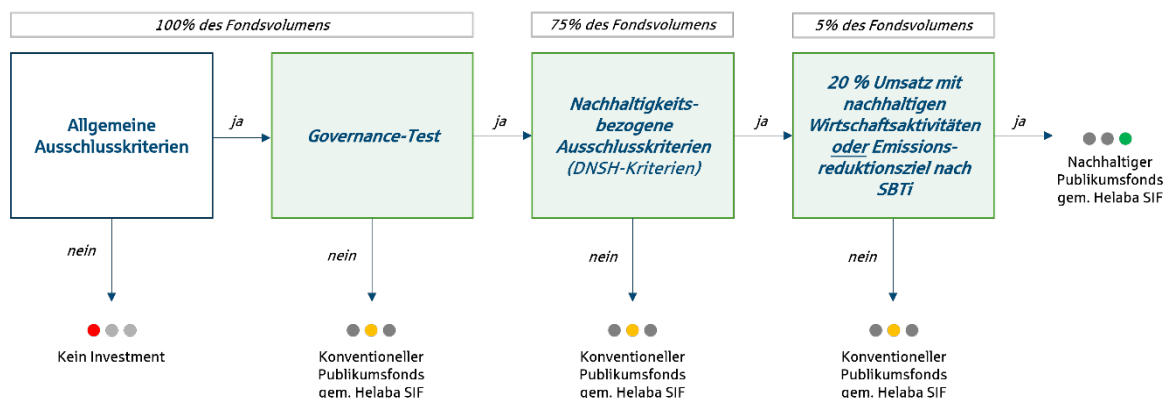 100% des Fondsvolumens
75% des Fondsvolumens
5% des Fondsvolumens
Allgemeine
Ausschlusskriterien
ja
Governance-Test
ja
Nachhaltigkeits-
bezogene
Ausschlusskriterien
(DNSH-Kriterien)
ja
20 % Umsatz mit
nachhaltigen
Wirtschaftsaktivitäten
oder Emissions-
reduktionsziel nach
SBTi
ja
Nachhaltiger
Publikumsfonds
gem. Helaba SIF
nein
nein
nein
nein
Kein Investment
Konventioneller
Publikumsfonds
gem. Helaba SIF
Konventioneller
Publikumsfonds
gem. Helaba SIF
Konventioneller
Publikumsfonds
gem. Helaba SIF